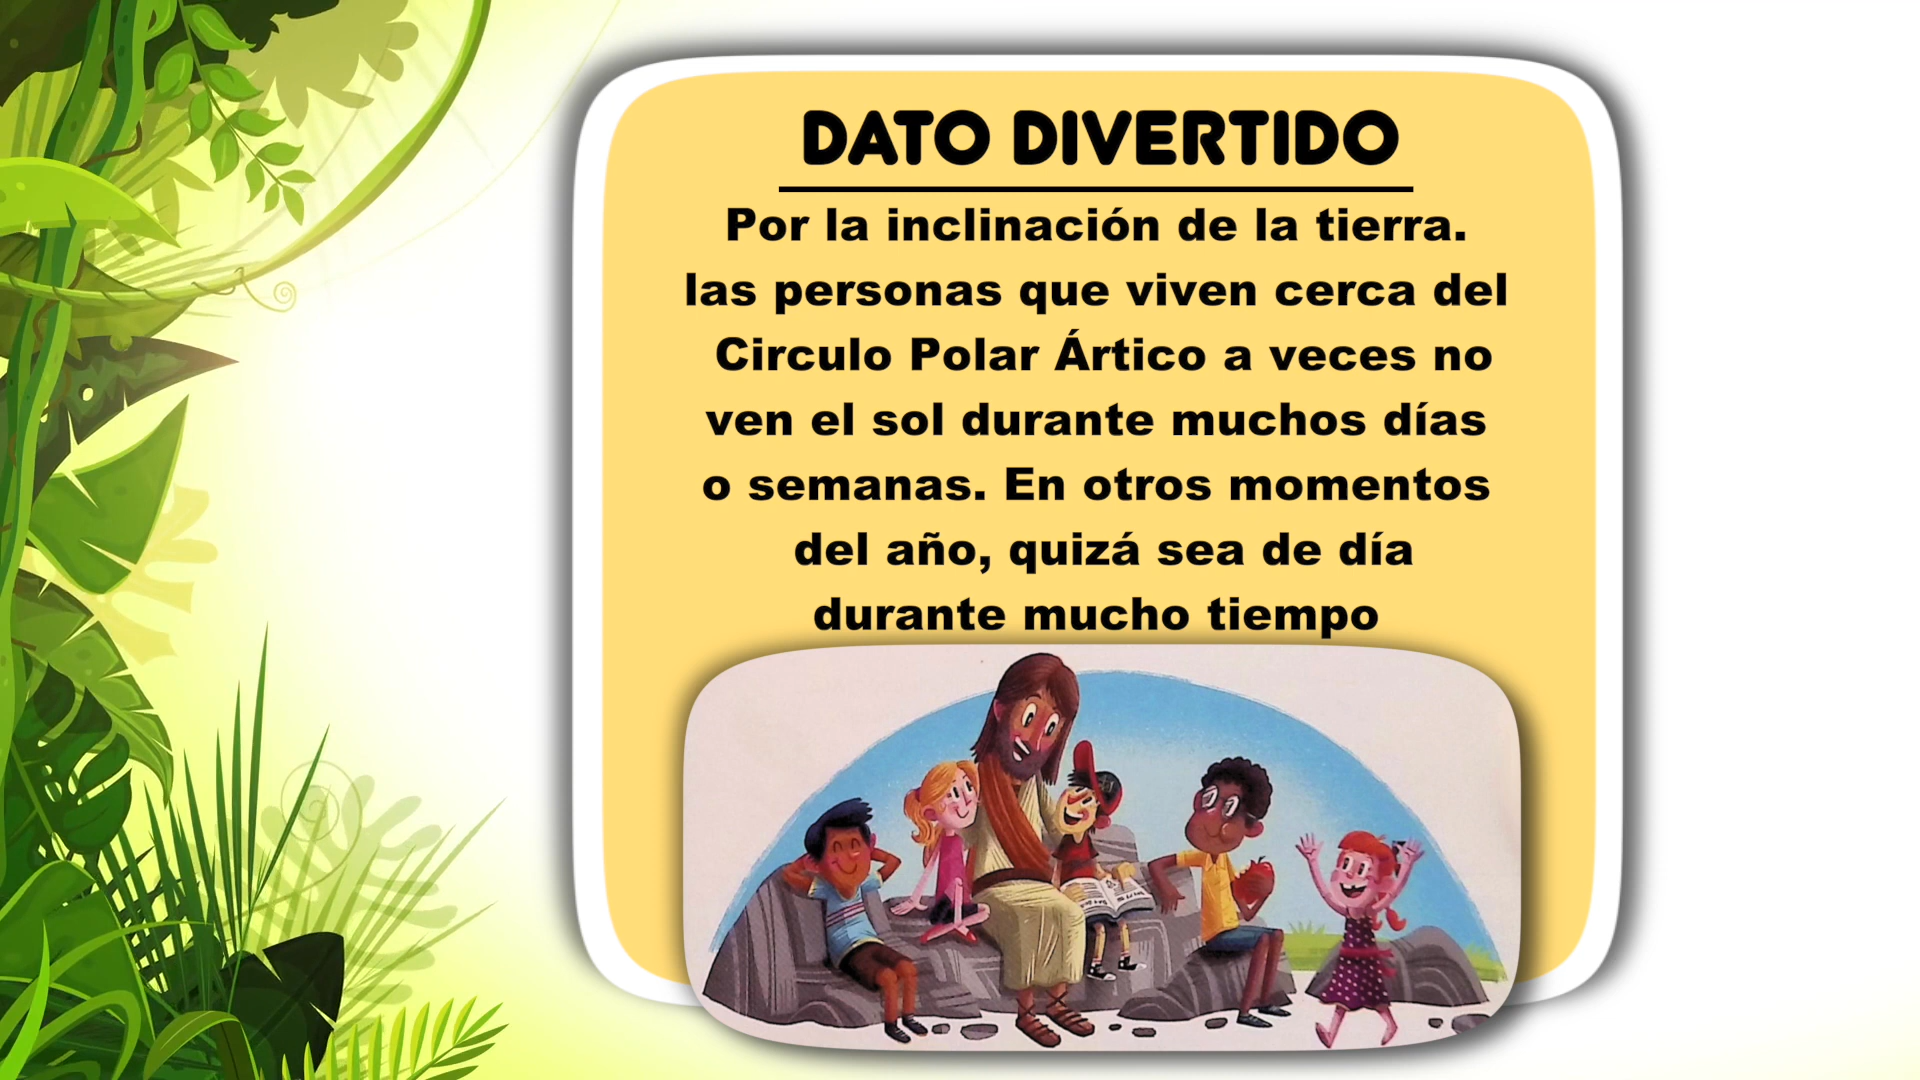 DATO DIVERTIDO
Por la inclinación de la tierra.
las personas que viven cerca del
Circulo Polar Ártico a veces no
ven el sol durante muchos días
o semanas. En otros momentos
del año, quizá sea de día
durante mucho tiempo